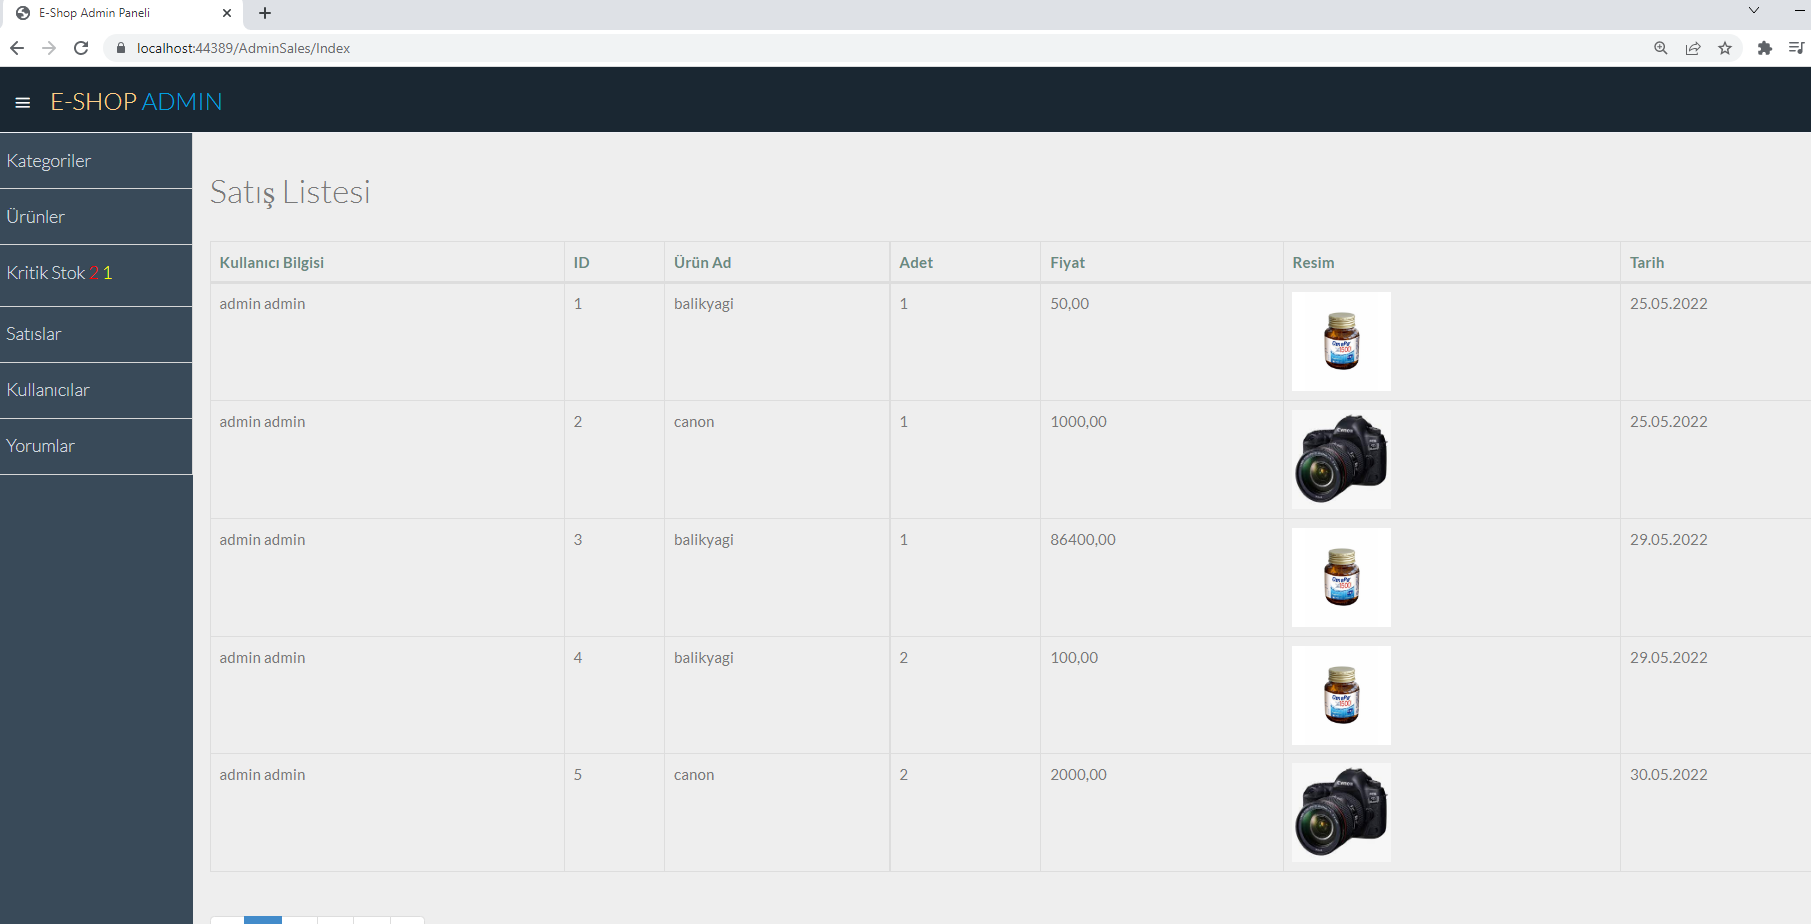 E-Shop Admin Paneli
localhost:44389/AdminSales/Index
E-SHOP ADMIN
Kategoriler
Ürünler
Kritik Stok 2 1
Satıslar
Kullanıcılar
Yorumlar
Satış Listesi
Kullanıcı Bilgisi ID Ürün Ad Adet Fiyat Resim Tarih
admin admin 1 balikyagi 1 50,00 25.05.2022
admin admin 2 canon 1 1000,00 25.05.2022
admin admin 3 balikyagi 1 86400,00 29.05.2022
admin admin 4 balikyagi 2 100,00 29.05.2022
admin admin 5 canon 2 2000,00 30.05.2022